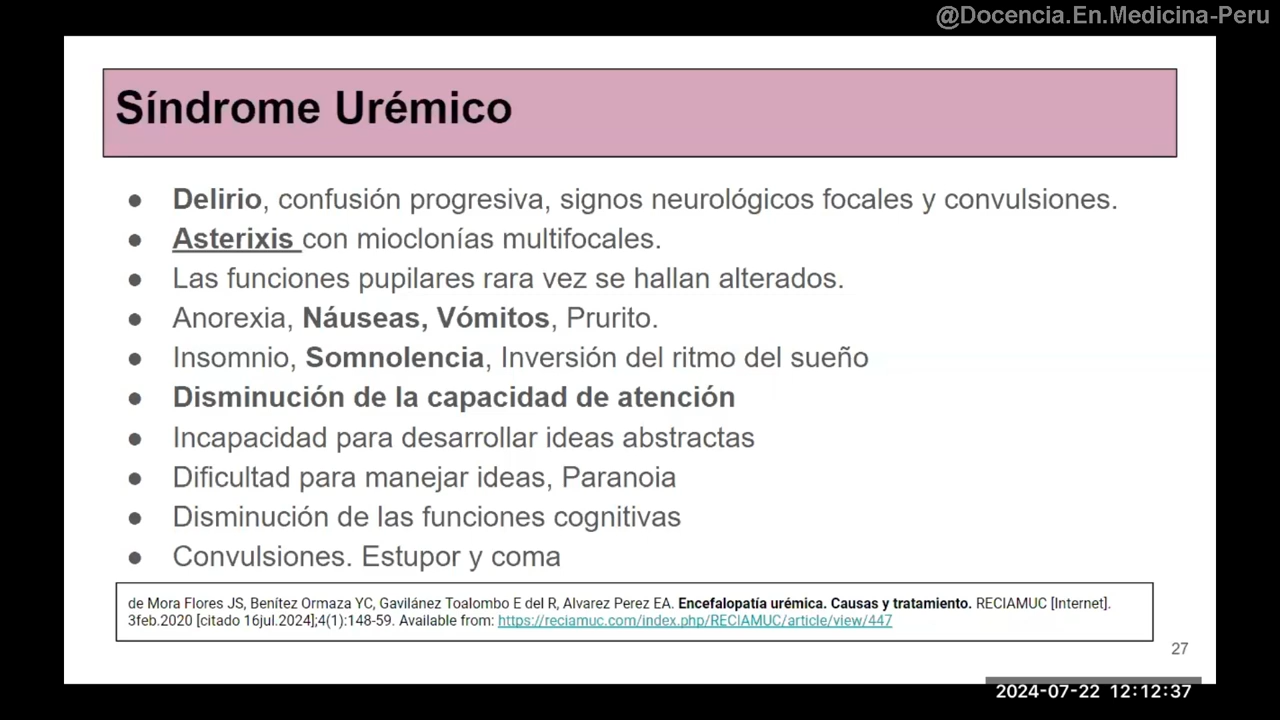 @Docencia.En.Medicina-Peru
Síndrome Urémico
● Delirio, confusión progresiva, signos neurológicos focales y convulsiones.
● Asterixis con mioclonías multifocales.
● Las funciones pupilares rara vez se hallan alterados.
● Anorexia, Náuseas, Vómitos, Prurito.
● Insomnio, Somnolencia, Inversión del ritmo del sueño
● Disminución de la capacidad de atención
● Incapacidad para desarrollar ideas abstractas
● Dificultad para manejar ideas, Paranoia
● Disminución de las funciones cognitivas
● Convulsiones. Estupor y coma
de Mora Flores JS, Benítez Ormaza YC, Gavilánez Toalombo E del R, Alvarez Perez EA. Encefalopatía urémica. Causas y tratamiento. RECIAMUC [Internet].
3feb.2020 [citado 16jul.2024];4(1):148-59. Available from: https://reciamuc.com/index.php/RECIAMUC/article/view/447
27
2024-07-22 12:12:37